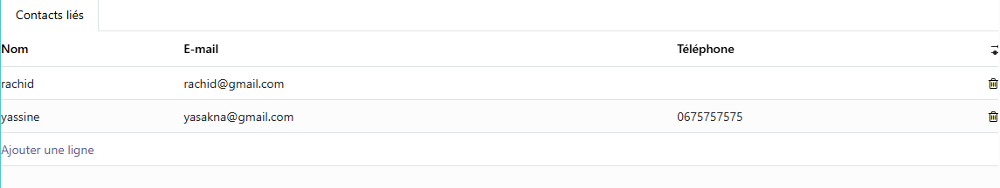 Contacts liés
Nom E-mail Téléphone
rachid rachid@gmail.com
yassine yasakna@gmail.com 0675757575
Ajouter une ligne